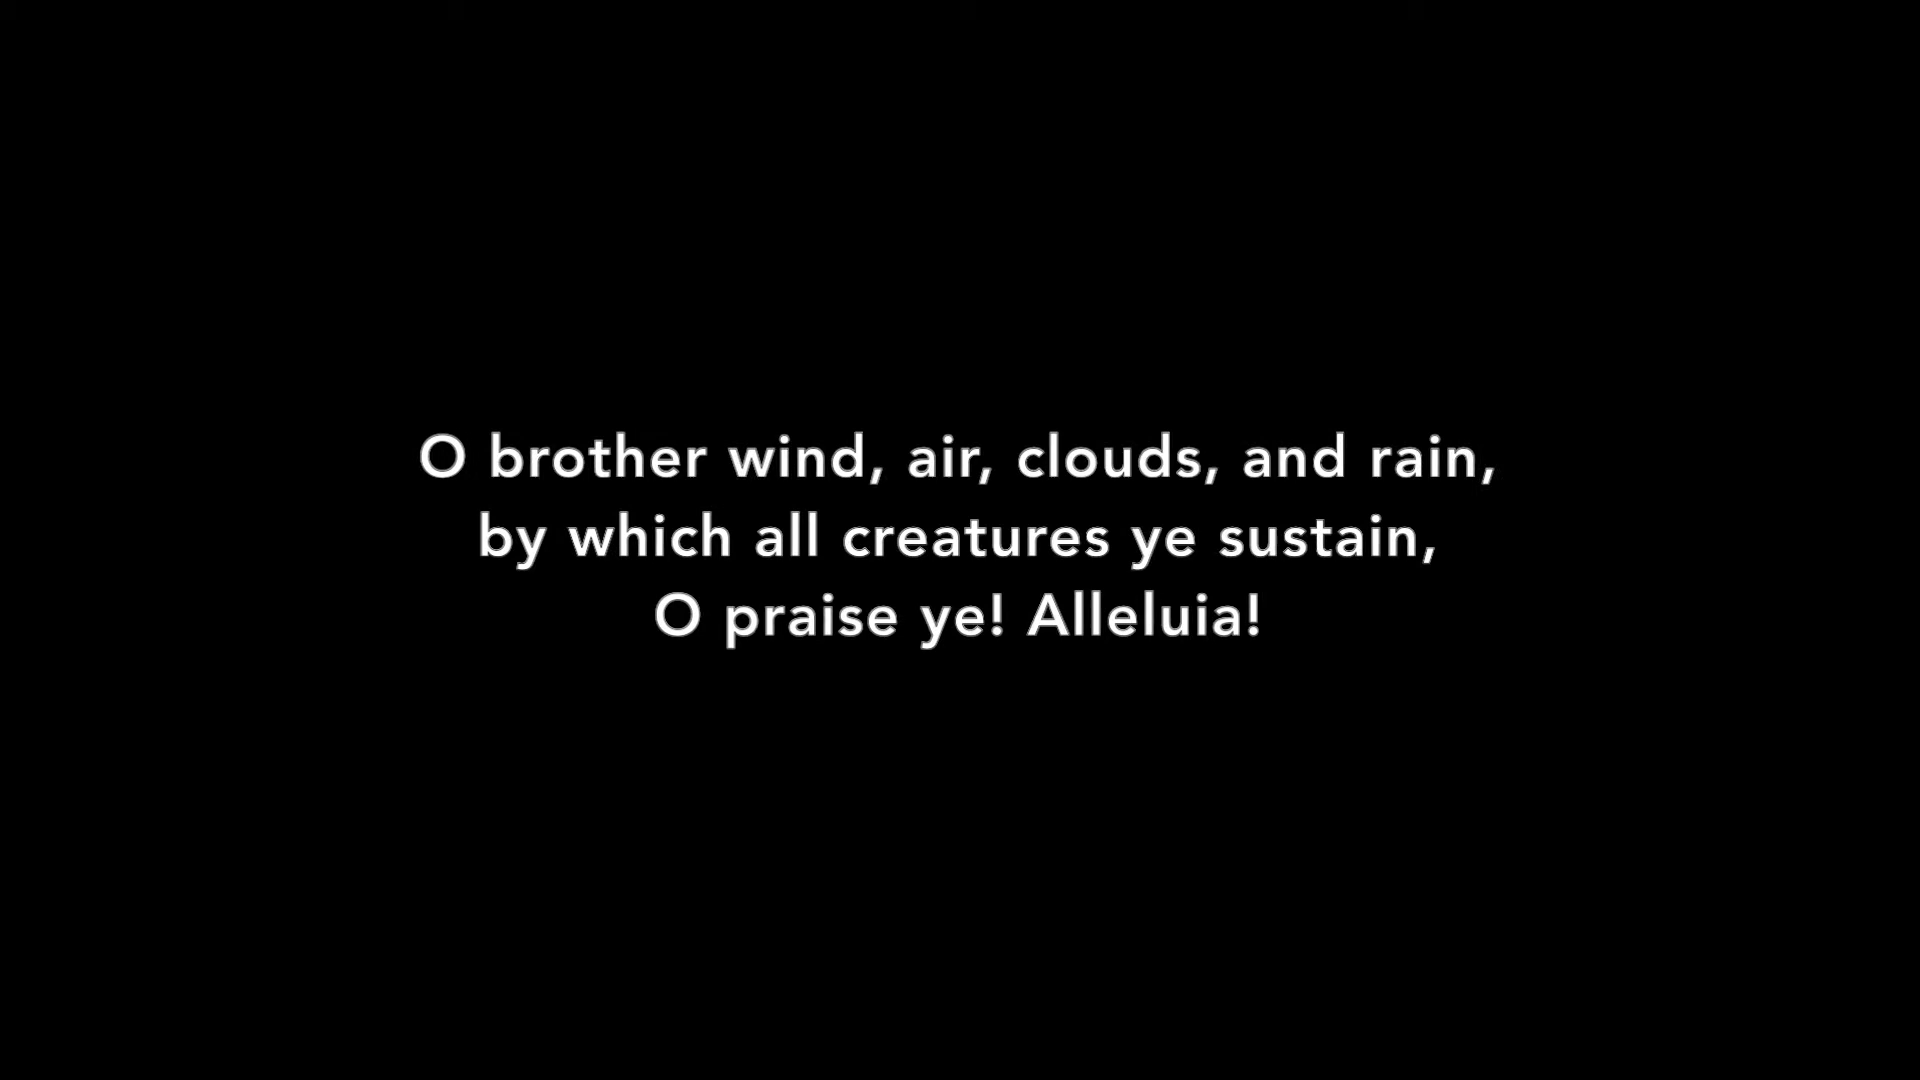 O brother wind, air, clouds, and rain,
by which all creatures ye sustain,
O praise ye! Alleluia!